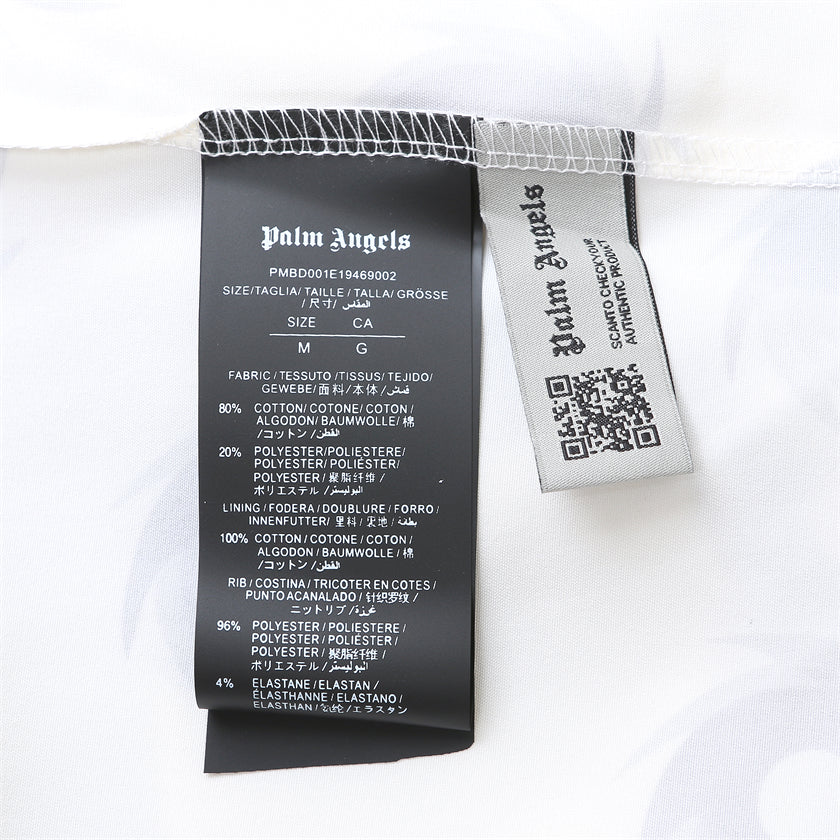 Palm Angels
PMBD001E19469002
SIZE/TAGLIA/TAILLE/TALLA/GRÖSSE
/尺寸/ المقاس
SIZE CA
M G
FABRIC/TESSUTO/TISSUS/TEJIDO/
GEWEBE/面料/本体/ قماش
80% COTTON/COTONE/COTON/
ALGODON/BAUMWOLLE/棉
/コットン/القطن
20% POLYESTER/POLIESTERE/
POLYESTER/POLIÉSTER/
POLYESTER/聚脂纤维/
ポリエステル/البوليستر
LINING/FODERA/DOUBLURE/FORRO/
INNENFUTTER/里料/裏地/بطانة
100% COTTON/COTONE/COTON/
ALGODON/BAUMWOLLE/棉
/コットン/القطن
RIB/COSTINA/TRICOTER EN COTES/
PUNTO ACANALADO/针织罗纹/
ニットリブ/غرزة
96% POLYESTER/POLIESTERE/
POLYESTER/POLIÉSTER/
POLYESTER/聚脂纤维/
ポリエステル/البوليستر
4% ELASTANE/ELASTAN/
ÉLASTHANNE/ELASTANO/
ELASTHAN/氨纶/エラスタン
Palm Angels
SCANTO CHECKYOUR
AUTHENTIC PRODUCT